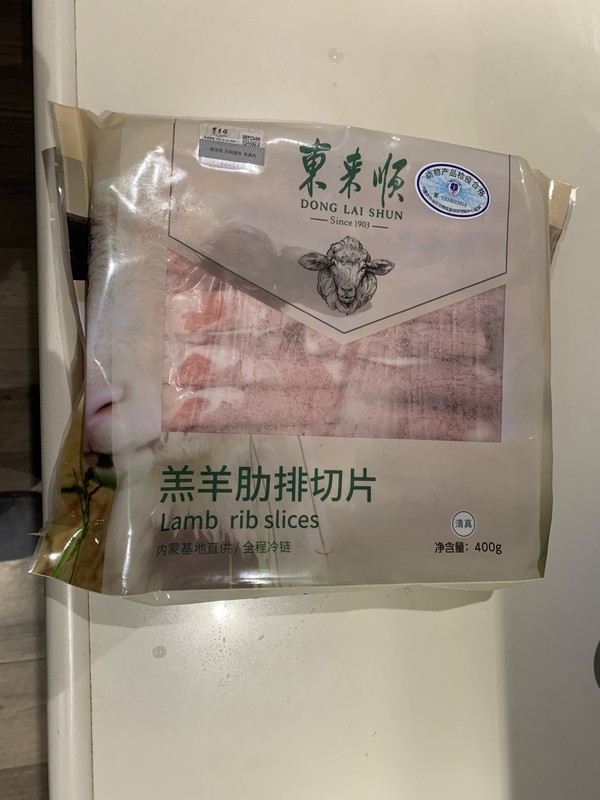 東来順
DONG LAI SHUN
Since 1903
动物产品检疫合格
羔羊肋排切片
Lamb rib slices
内蒙基地直供 / 全程冷链
清真
净含量：400g